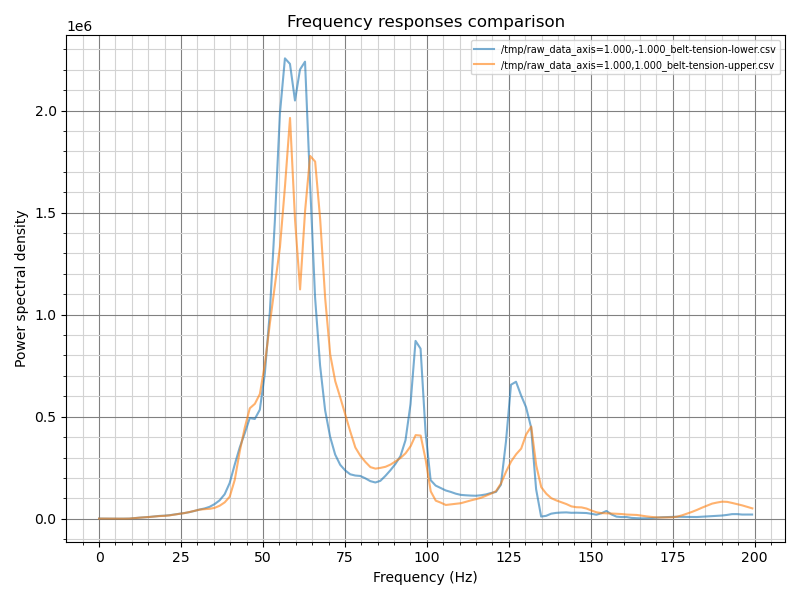 Frequency responses comparison
1e6
/tmp/raw_data_axis=1.000,-1.000_belt-tension-lower.csv
/tmp/raw_data_axis=1.000,1.000_belt-tension-upper.csv
2.0
1.5
1.0
0.5
0.0
Power spectral density
0 25 50 75 100 125 150 175 200
Frequency (Hz)